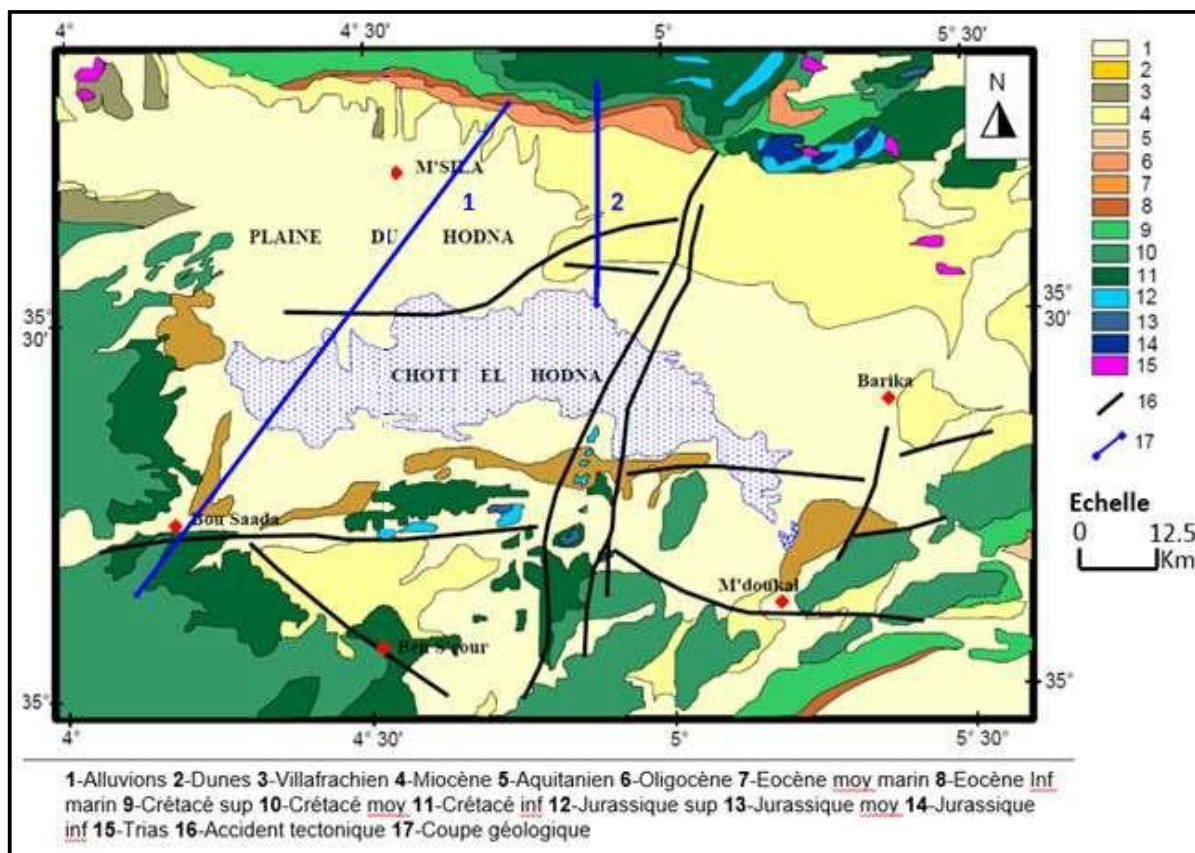 4° 4° 30' 5° 5° 30'
N
M'SILA
1 2
PLAINE DU HODNA
35° 30' 35° 30'
CHOTT EL HODNA
Barika
Bou Saada
M'doukal
35° 35°
4° 4° 30' 5° 5° 30'
1
2
3
4
5
6
7
8
9
10
11
12
13
14
15
16
17
Echelle
0 12.5
Km
1-Alluvions 2-Dunes 3-Villafrachien 4-Miocène 5-Aquitanien 6-Oligocène 7-Eocène moy marin 8-Eocène Inf
marin 9-Crétacé sup 10-Crétacé moy 11-Crétacé inf 12-Jurassique sup 13-Jurassique moy 14-Jurassique
inf 15-Trias 16-Accident tectonique 17-Coupe géologique